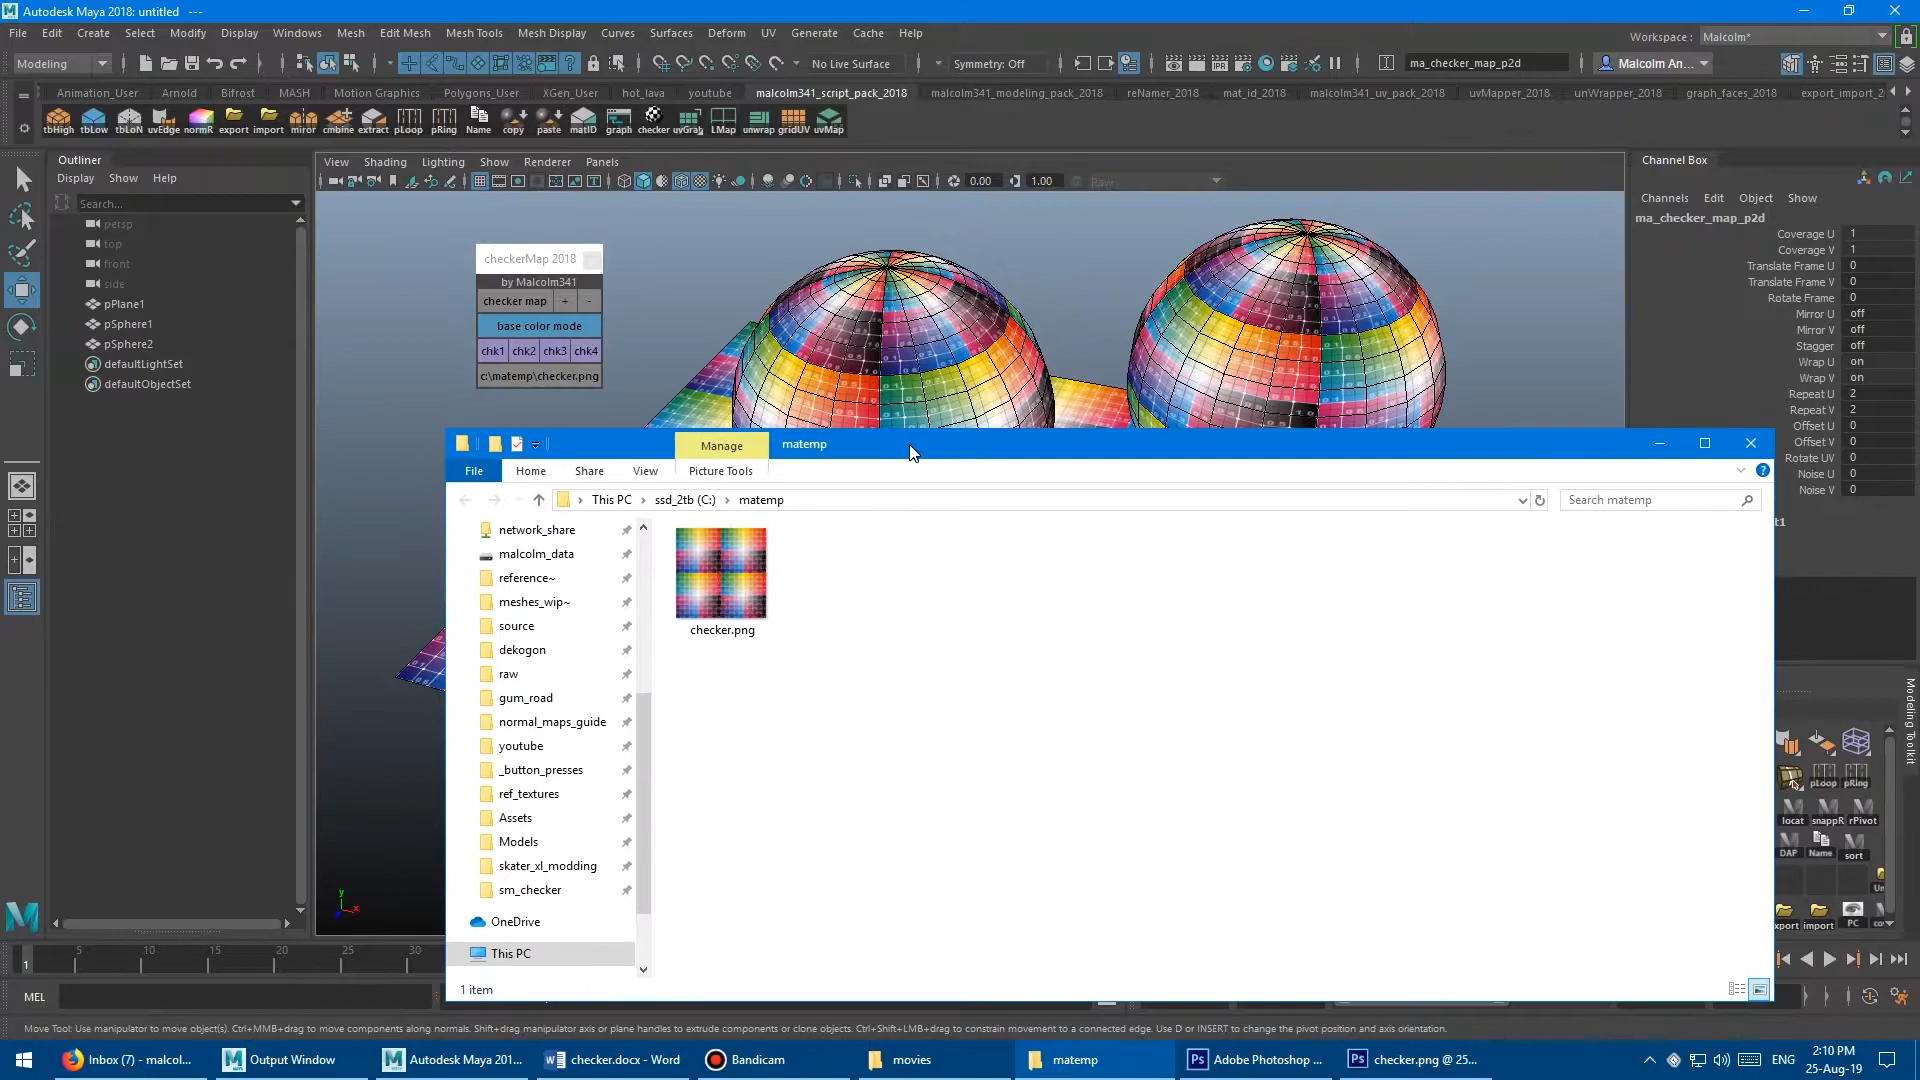 Autodesk Maya 2018: untitled   ---
File Edit Create Select Modify Display Windows Mesh Edit Mesh Mesh Tools Mesh Display Curves Surfaces Deform UV Generate Cache Help
Workspace : Malcolm*
Modeling
No Live Surface
Symmetry: Off
ma_checker_map_p2d
Malcolm An...
Animation_User Arnold Bifrost MASH Motion Graphics Polygons_User XGen_User hot_lava youtube malcolm341_script_pack_2018 malcolm341_modeling_pack_2018 reNamer_2018 mat_id_2018 malcolm341_uv_pack_2018 uvMapper_2018 unWrapper_2018 graph_faces_2018 export_import_2
tbHigh tbLow tbLoN uvEdge normR export import miror cmbine extract pLoop pRing Name copy paste matID graph checker uvGrab LMap unwrap gridUV uvMap
Outliner
Display Show Help
Search...
persp
top
front
side
pPlane1
pSphere1
pSphere2
defaultLightSet
defaultObjectSet
View Shading Lighting Show Renderer Panels
0.00
1.00
Raw
checkerMap 2018
by Malcolm341
checker map + -
base color mode
chk1 chk2 chk3 chk4
c:\matemp\checker.png
Channel Box
Channels Edit Object Show
ma_checker_map_p2d
Coverage U 1
Coverage V 1
Translate Frame U 0
Translate Frame V 0
Rotate Frame 0
Mirror U off
Mirror V off
Stagger off
Wrap U on
Wrap V on
Repeat U 2
Repeat V 2
Offset U 0
Offset V 0
Rotate UV 0
Noise U 0
Noise V 0
t1
Modeling Toolkit
Manage matemp
File Home Share View Picture Tools
This PC › ssd_2tb (C:) › matemp
Search matemp
network_share
malcolm_data
reference~
meshes_wip~
source
dekogon
raw
gum_road
normal_maps_guide
youtube
_button_presses
ref_textures
Assets
Models
skater_xl_modding
sm_checker
OneDrive
This PC
checker.png
1 item
pLoop pRing
locat snappR rPivot
DAP Name sort
Un
xport import PC co
5 10 15 20 25 30
1
MEL
Move Tool: Use manipulator to move object(s). Ctrl+MMB+drag to move components along normals. Shift+drag manipulator axis or plane handles to extrude components or clone objects. Ctrl+Shift+LMB+drag to constrain movement to a connected edge. Use D or INSERT to change the pivot position and axis orientation.
Inbox (7) - malcol...
Output Window
Autodesk Maya 201...
checker.docx - Word
Bandicam
movies
matemp
Adobe Photoshop ...
checker.png @ 25...
ENG
2:10 PM
25-Aug-19